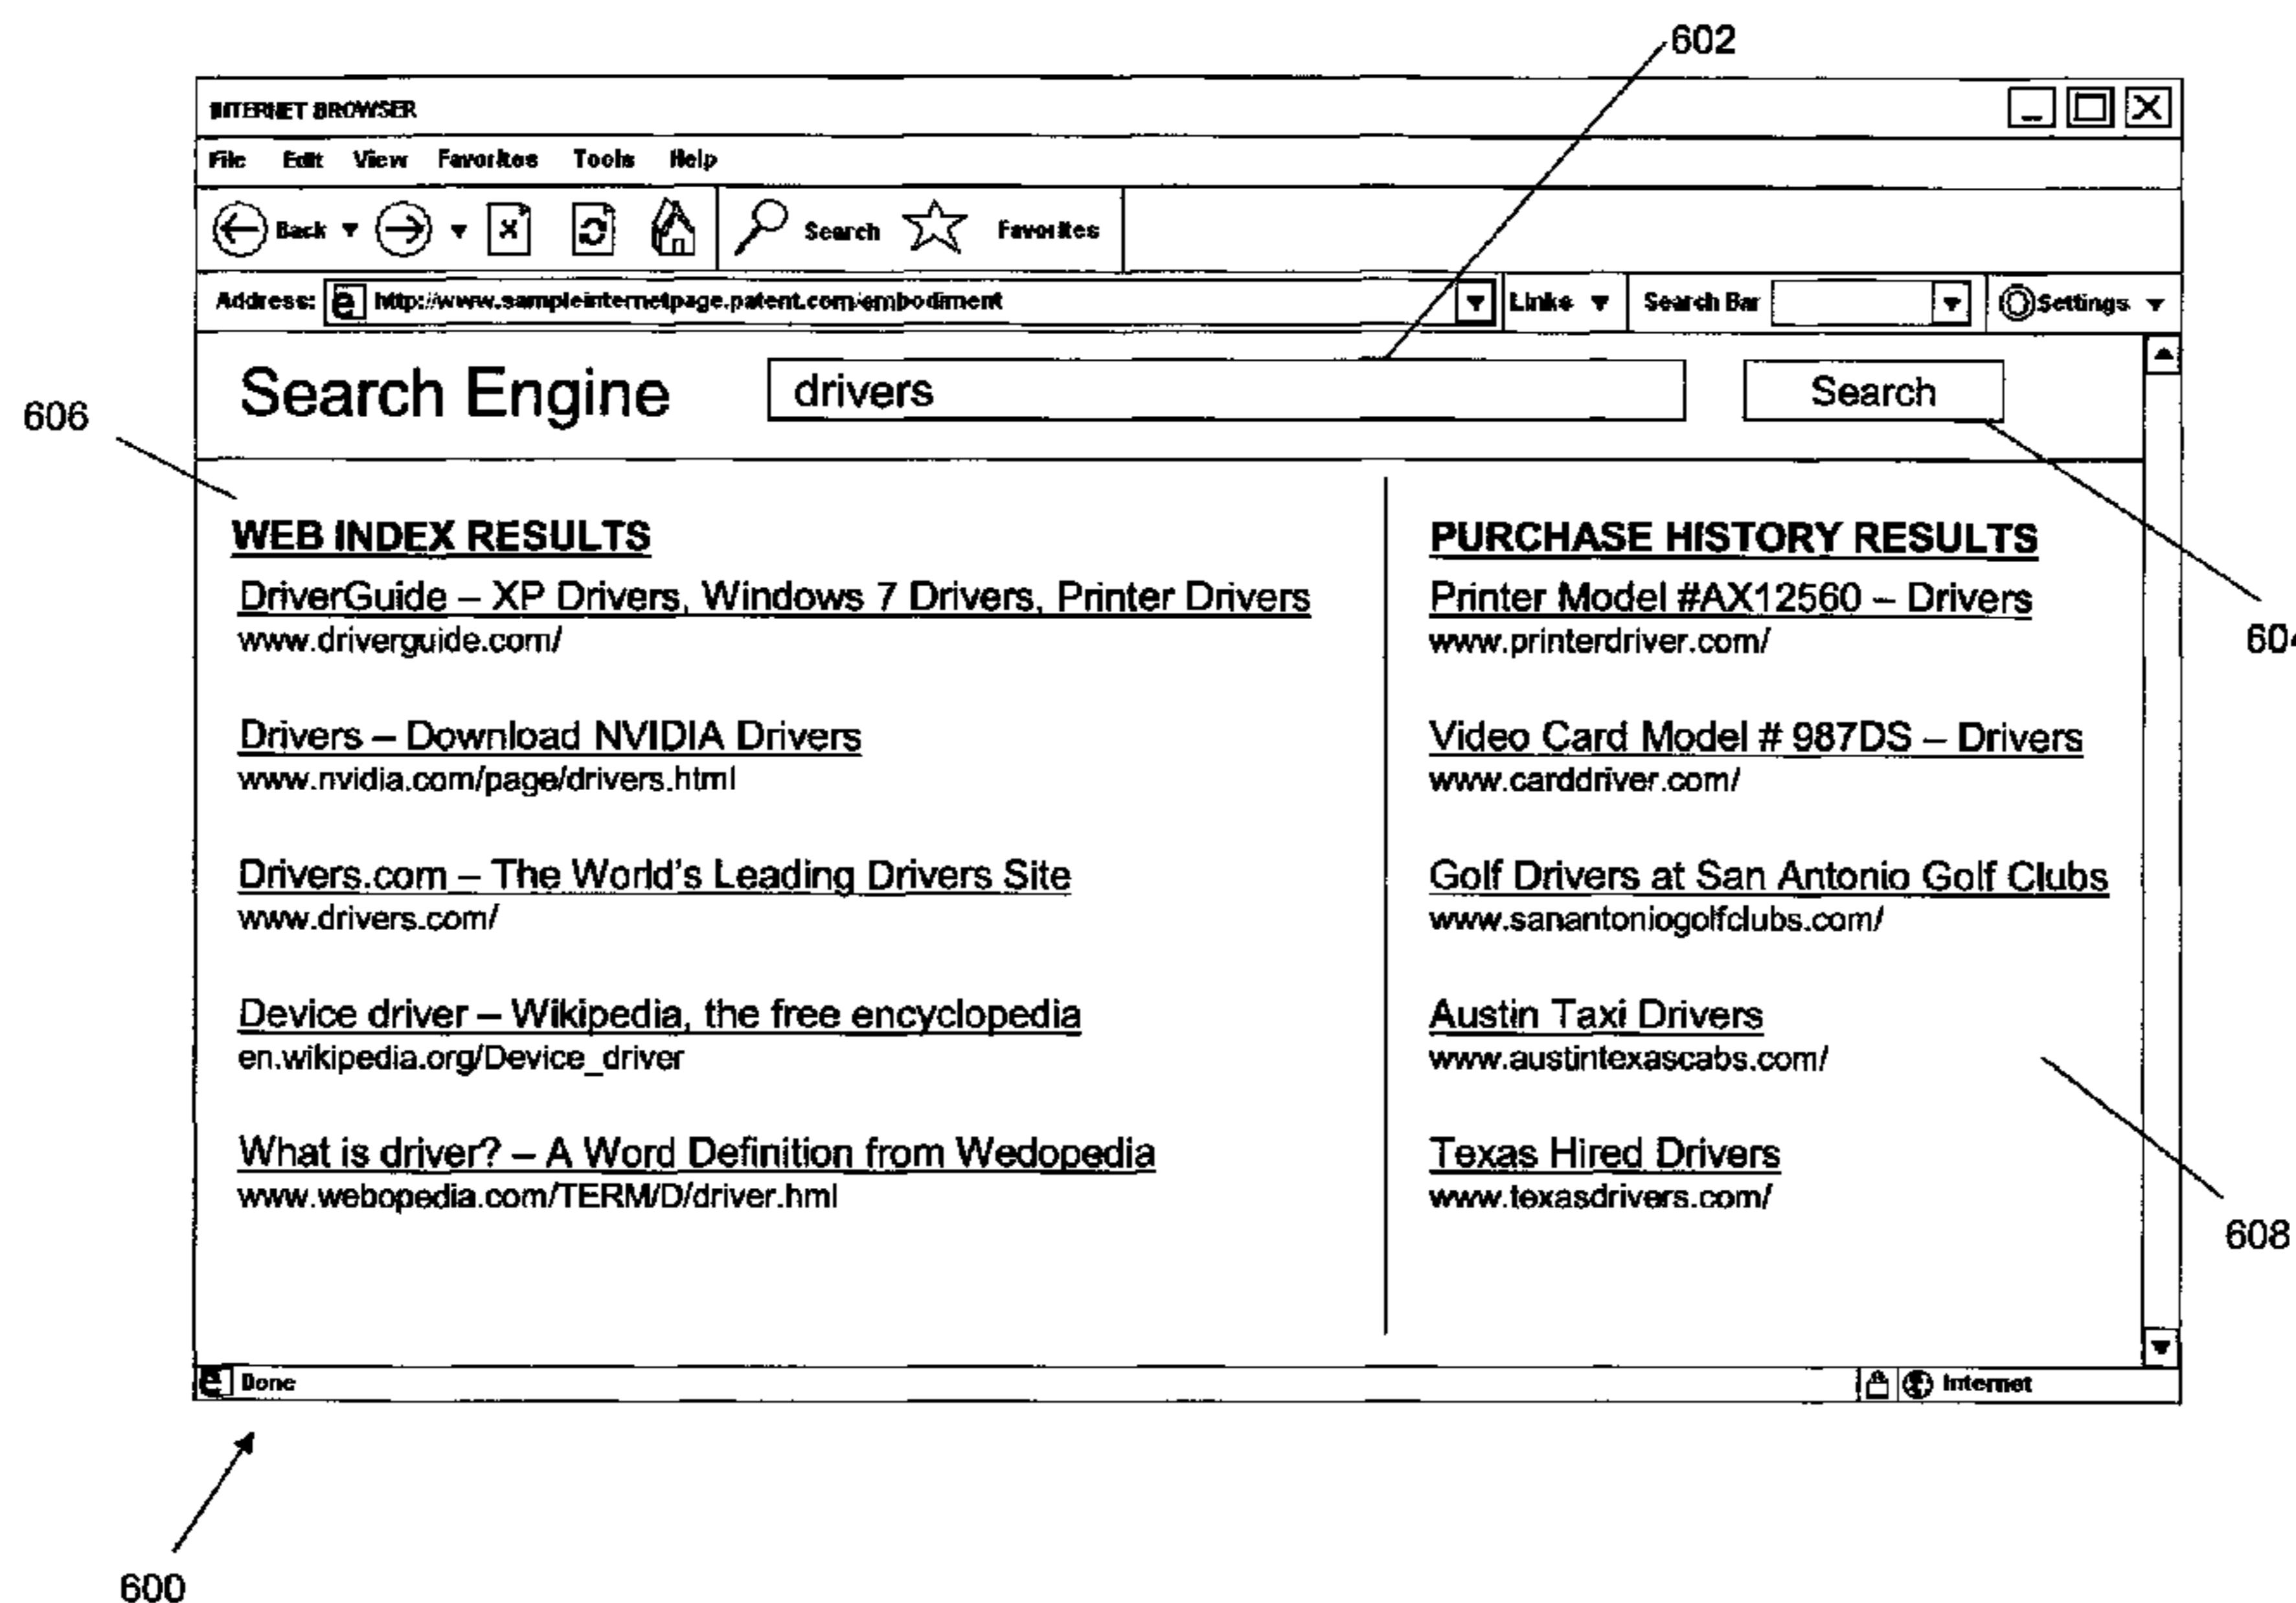 602
INTERNET BROWSER
File Edit View Favorites Tools Help
Back Search Favorites
Address: e http://www.sampleinternetpage.patent.com/embodiment Links Search Bar Settings
Search Engine drivers Search
606
WEB INDEX RESULTS
DriverGuide – XP Drivers, Windows 7 Drivers, Printer Drivers
www.driverguide.com/
Drivers – Download NVIDIA Drivers
www.nvidia.com/page/drivers.html
Drivers.com – The World's Leading Drivers Site
www.drivers.com/
Device driver – Wikipedia, the free encyclopedia
en.wikipedia.org/Device_driver
What is driver? – A Word Definition from Wedopedia
www.webopedia.com/TERM/D/driver.hml
PURCHASE HISTORY RESULTS
Printer Model #AX12560 – Drivers
www.printerdriver.com/
Video Card Model # 987DS – Drivers
www.carddriver.com/
Golf Drivers at San Antonio Golf Clubs
www.sanantoniogolfclubs.com/
Austin Taxi Drivers
www.austintexascabs.com/
Texas Hired Drivers
www.texasdrivers.com/
608
e Done Internet
600